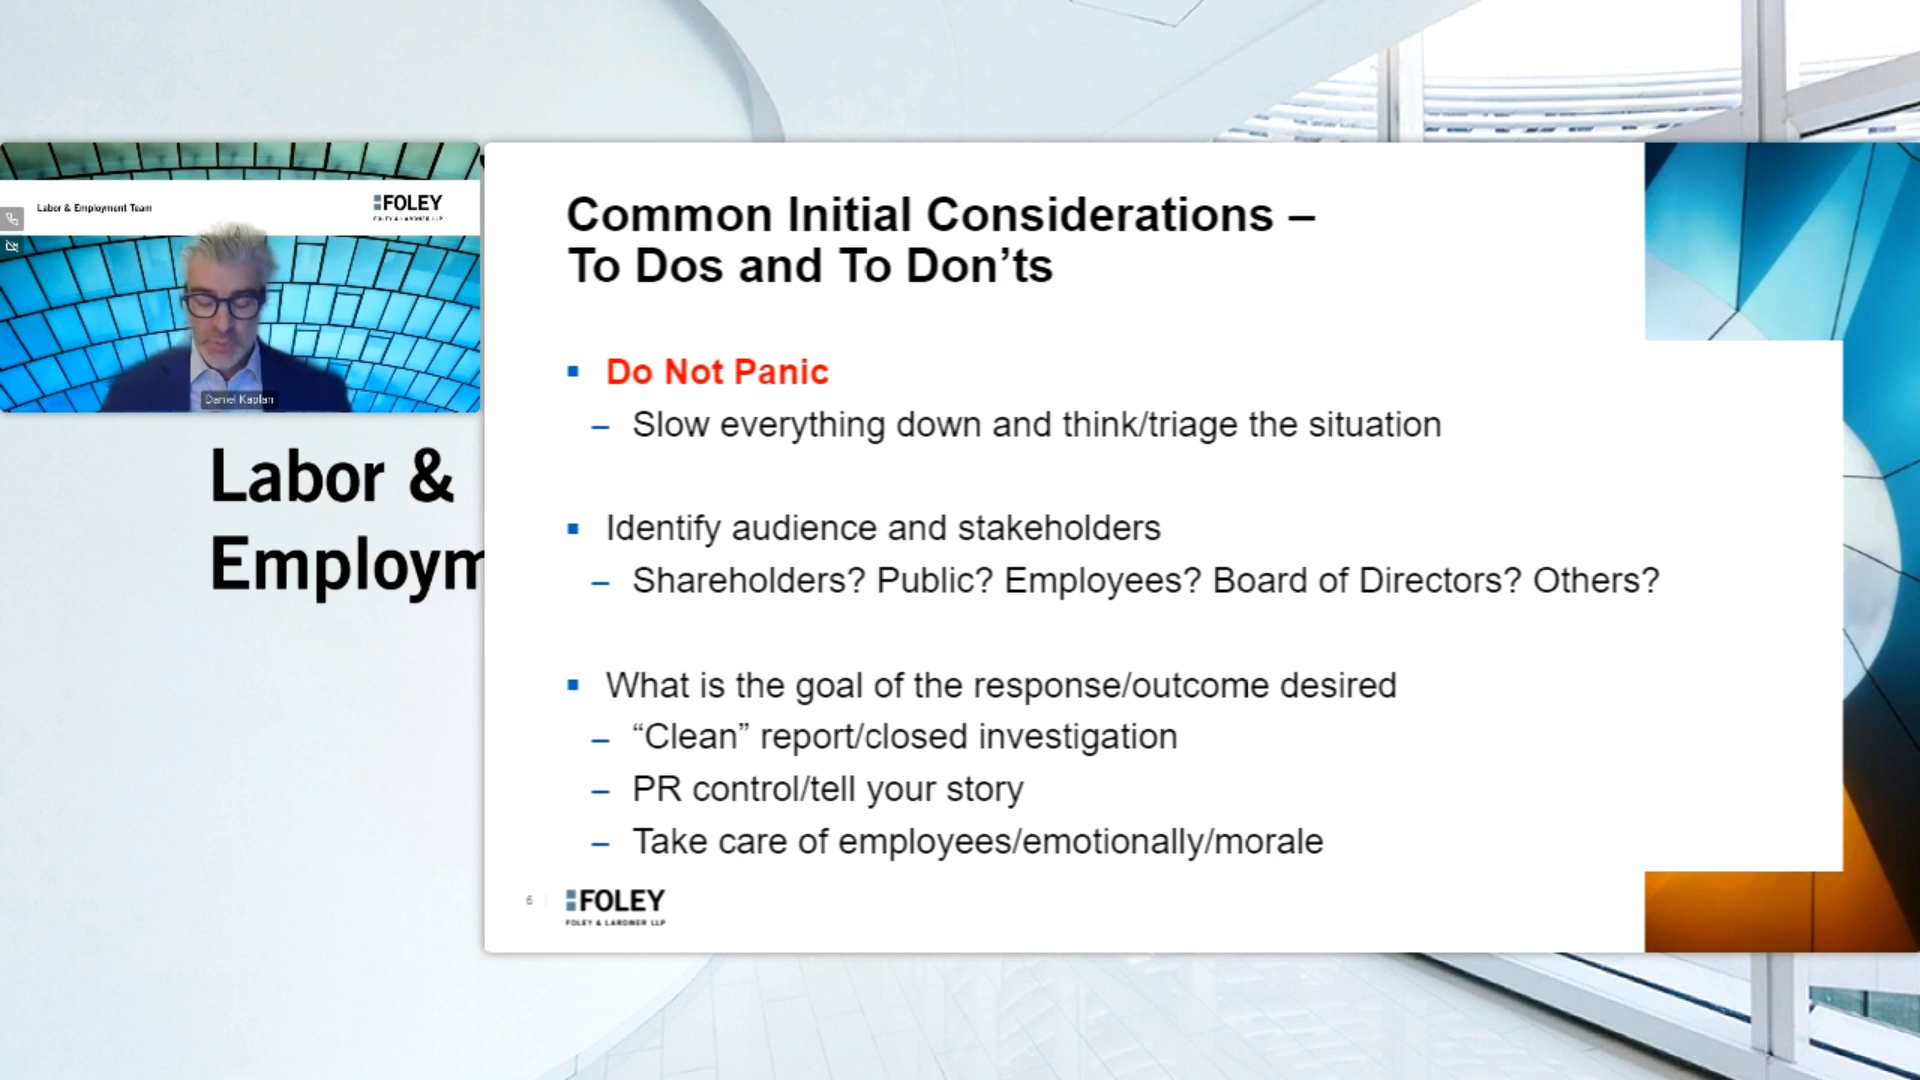 Labor & Employment Team
FOLEY
FOLEY & LARDNER LLP
Daniel Kaplan
Labor &
Employm
Common Initial Considerations –
To Dos and To Don’ts
▪ Do Not Panic
– Slow everything down and think/triage the situation
▪ Identify audience and stakeholders
– Shareholders? Public? Employees? Board of Directors? Others?
▪ What is the goal of the response/outcome desired
– “Clean” report/closed investigation
– PR control/tell your story
– Take care of employees/emotionally/morale
6
FOLEY
FOLEY & LARDNER LLP